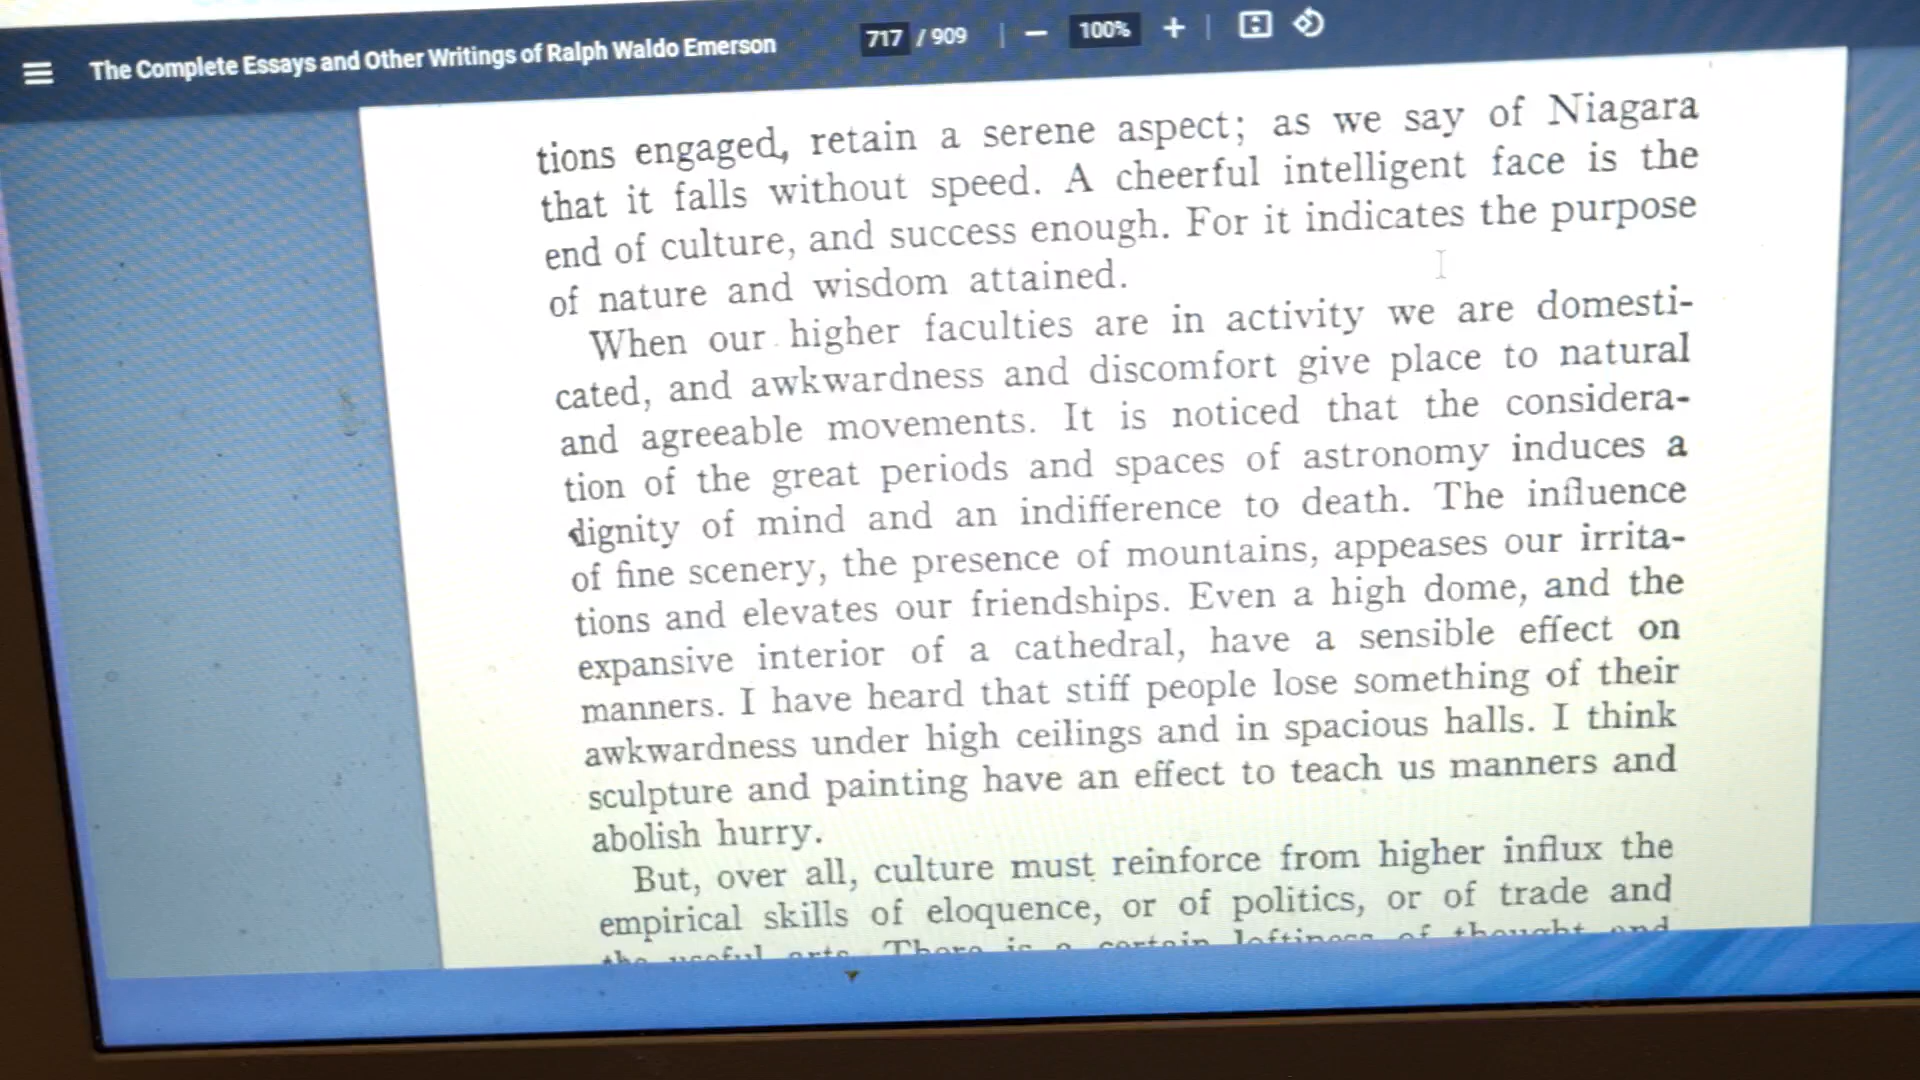 The Complete Essays and Other Writings of Ralph Waldo Emerson
717 / 909
100%
tions engaged, retain a serene aspect; as we say of Niagara
that it falls without speed. A cheerful intelligent face is the
end of culture, and success enough. For it indicates the purpose
of nature and wisdom attained.
When our higher faculties are in activity we are domesti-
cated, and awkwardness and discomfort give place to natural
and agreeable movements. It is noticed that the considera-
tion of the great periods and spaces of astronomy induces a
dignity of mind and an indifference to death. The influence
of fine scenery, the presence of mountains, appeases our irrita-
tions and elevates our friendships. Even a high dome, and the
expansive interior of a cathedral, have a sensible effect on
manners. I have heard that stiff people lose something of their
awkwardness under high ceilings and in spacious halls. I think
sculpture and painting have an effect to teach us manners and
abolish hurry.
But, over all, culture must reinforce from higher influx the
empirical skills of eloquence, or of politics, or of trade and
the useful arts. There is a certain loftiness of thought and